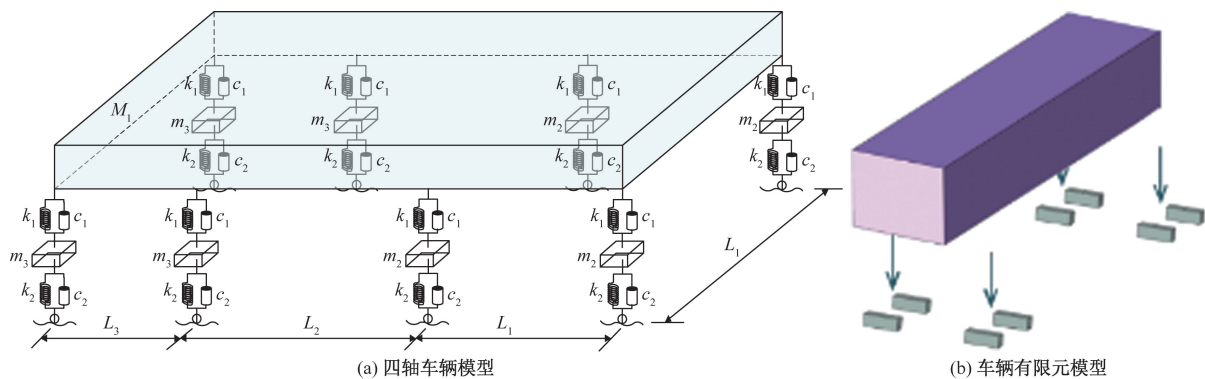 k₁ c₁ k₁ c₁ k₁ c₁ k₁ c₁
M₁ m₃ m₃ m₂ m₂
k₂ c₂ k₂ c₂ k₂ c₂ k₂ c₂
k₁ c₁ k₁ c₁ k₁ c₁ k₁ c₁
m₃ m₃ m₂ m₂
k₂ c₂ k₂ c₂ k₂ c₂ k₂ c₂
L₁
L₃ L₂ L₁
(a) 四轴车辆模型
(b) 车辆有限元模型